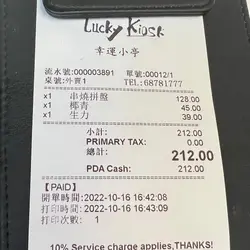 Lucky Kiosk
幸運小亭
流水號:000003891 單號:00012/1
桌號:外賣1 TEL:68781777
x1 串燒拼盤 128.00
x1 椰青 45.00
x1 生力 39.00
小計: 212.00
PRIMARY TAX: 0.00
總計: 212.00
PDA Cash: 212.00
【PAID】
開單時間:2022-10-16 16:42:08
打印時間:2022-10-16 16:43:09
打印次數:1
10% Service charge applies,THANKS!